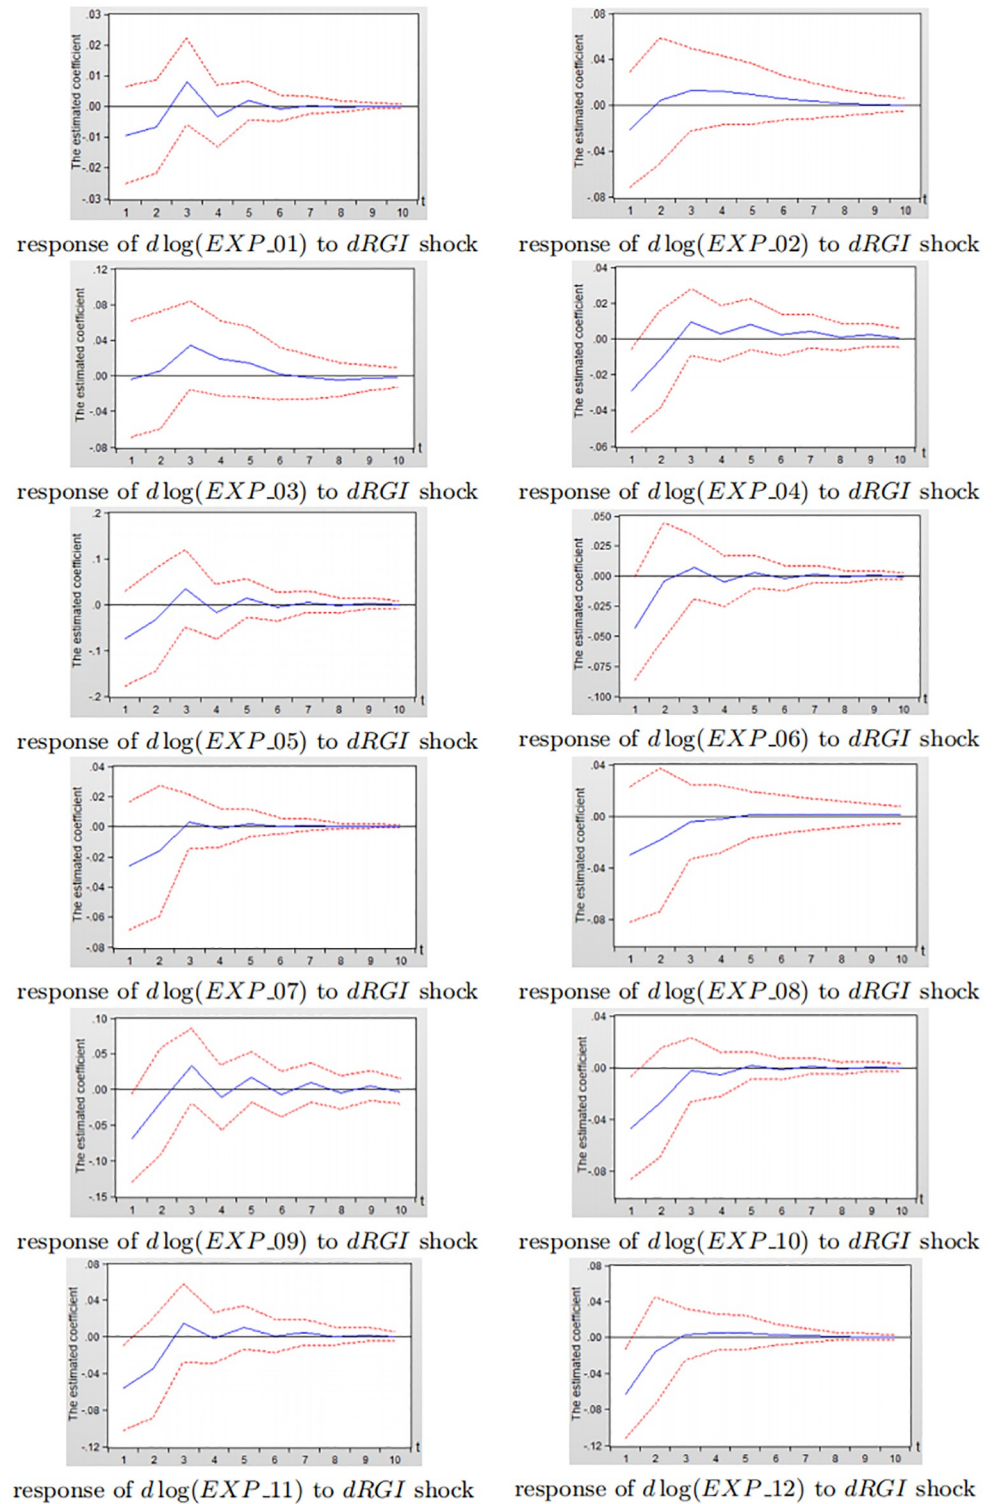 .03
.02
.01
.00
-.01
-.02
-.03
The estimated coefficient
1 2 3 4 5 6 7 8 9 10
t
.08
.04
.00
-.04
-.08
The estimated coefficient
1 2 3 4 5 6 7 8 9 10
t
response of d log(EXP_01) to dRGI shock
response of d log(EXP_02) to dRGI shock
.12
.08
.04
.00
-.04
-.08
The estimated coefficient
1 2 3 4 5 6 7 8 9 10
.04
.02
.00
-.02
-.04
-.06
The estimated coefficient
1 2 3 4 5 6 7 8 9 10
t
response of d log(EXP_03) to dRGI shock
response of d log(EXP_04) to dRGI shock
.2
.1
.0
-.1
-.2
The estimated coefficient
1 2 3 4 5 6 7 8 9 10
t
.050
.025
.000
-.025
-.050
-.075
-.100
The estimated coefficient
1 2 3 4 5 6 7 8 9 10
t
response of d log(EXP_05) to dRGI shock
response of d log(EXP_06) to dRGI shock
.04
.02
.00
-.02
-.04
-.06
-.08
The estimated coefficient
1 2 3 4 5 6 7 8 9 10
t
.04
.00
-.04
-.08
The estimated coefficient
1 2 3 4 5 6 7 8 9 10
t
response of d log(EXP_07) to dRGI shock
response of d log(EXP_08) to dRGI shock
.10
.05
.00
-.05
-.10
-.15
The estimated coefficient
1 2 3 4 5 6 7 8 9 10
t
.04
.00
-.04
-.08
The estimated coefficient
1 2 3 4 5 6 7 8 9 10
t
response of d log(EXP_09) to dRGI shock
response of d log(EXP_10) to dRGI shock
.08
.04
.00
-.04
-.08
-.12
The estimated coefficient
1 2 3 4 5 6 7 8 9 10
t
.08
.04
.00
-.04
-.08
-.12
The estimated coefficient
1 2 3 4 5 6 7 8 9 10
t
response of d log(EXP_11) to dRGI shock
response of d log(EXP_12) to dRGI shock